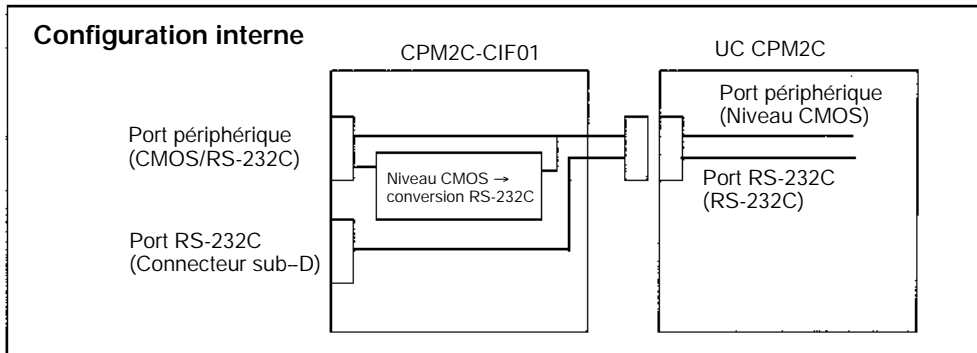 Configuration interne
CPM2C-CIF01
UC CPM2C
Port périphérique
(CMOS/RS-232C)
Niveau CMOS →
conversion RS-232C
Port RS-232C
(Connecteur sub--D)
Port périphérique
(Niveau CMOS)
Port RS-232C
(RS-232C)